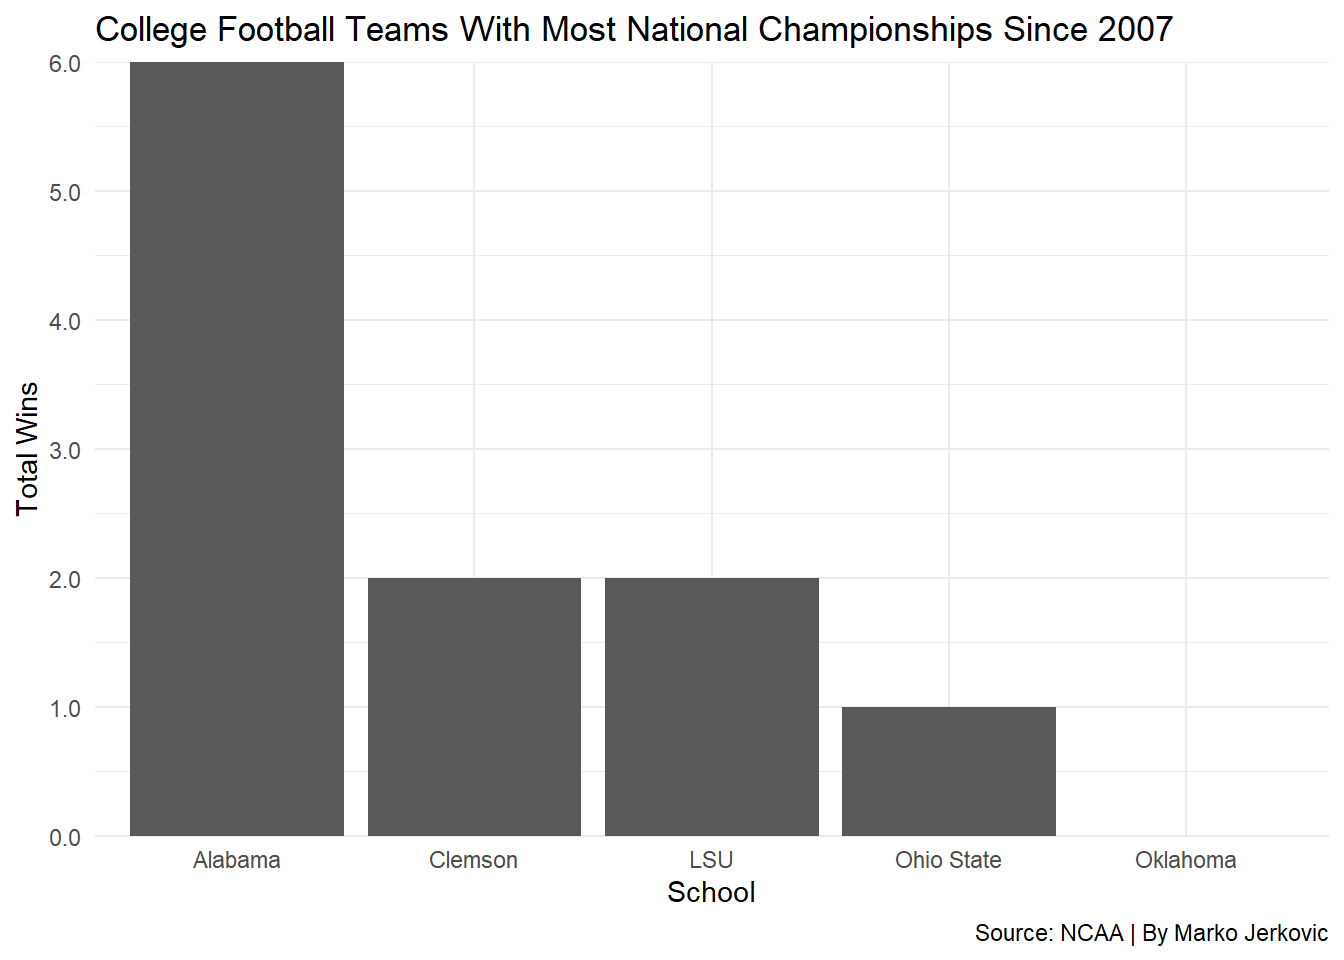 College Football Teams With Most National Championships Since 2007
6.0
5.0
4.0
3.0
2.0
1.0
0.0
Total Wins
Alabama Clemson LSU Ohio State Oklahoma
School
Source: NCAA | By Marko Jerkovic